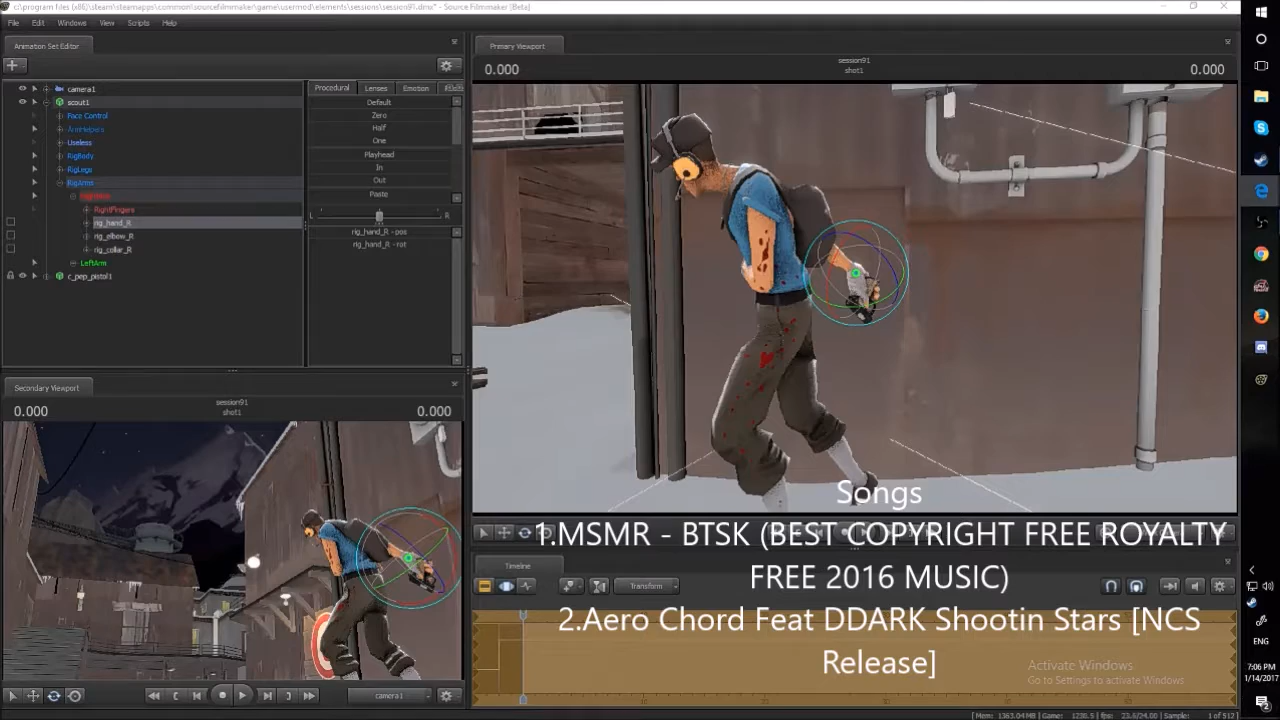 c:\program files (x86)\steam\steamapps\common\sourcefilmmaker\game\usermod\elements\sessions\session91.dmx* - Source Filmmaker [Beta]
File Edit Windows View Scripts Help
Animation Set Editor
Primary Viewport
0.000
session91
shot1
0.000
camera1
scout1
Face Control
ArmHelpers
Useless
RigBody
RigLegs
RigArms
RightFingers
rig_hand_R
rig_elbow_R
rig_collar_R
LeftArm
c_pep_pistol1
Procedural Lenses Emotion
Default
Zero
Half
One
Playhead
In
Out
Paste
L R
rig_hand_R - pos
rig_hand_R - rot
Secondary Viewport
0.000
session91
shot1
0.000
camera1
Timeline
Transform
Songs
1.MSMR - BTSK (BEST COPYRIGHT FREE ROYALTY
FREE 2016 MUSIC)
2.Aero Chord Feat DDARK Shootin Stars [NCS
Release]
Activate Windows
Go to Settings to activate Windows.
ENG
7:06 PM
1/14/2017